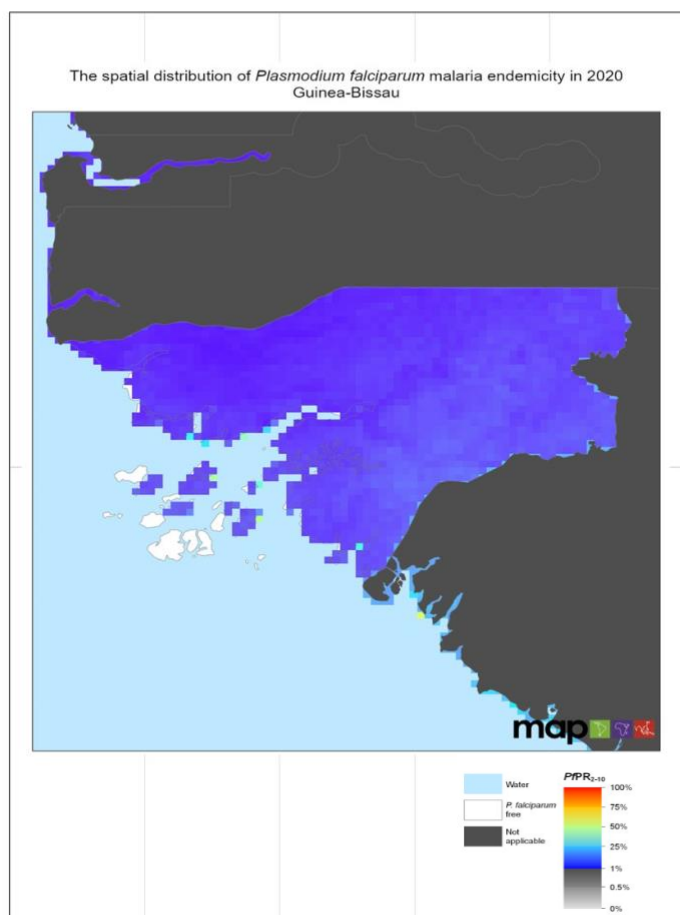 The spatial distribution of Plasmodium falciparum malaria endemicity in 2020
Guinea-Bissau
map
Water
P. falciparum
free
Not
applicable
PfPR2-10
100%
75%
50%
25%
1%
0.5%
0%